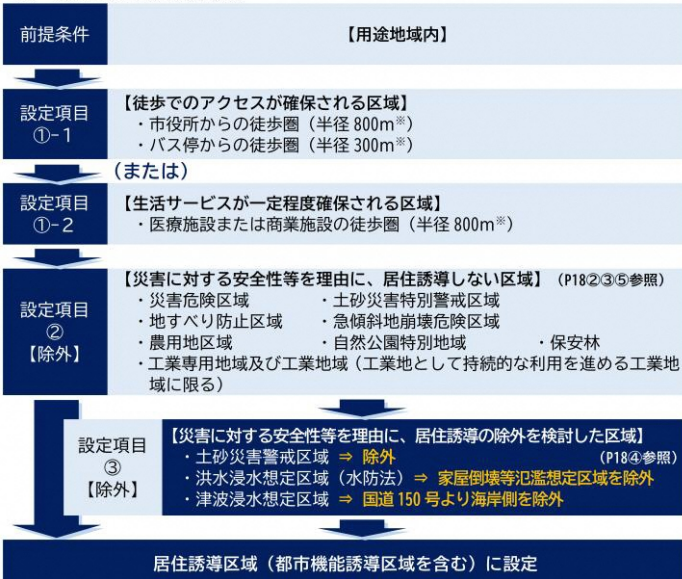 前提条件
【用途地域内】
設定項目
①-1
【徒歩でのアクセスが確保される区域】
・市役所からの徒歩圏（半径800m※）
・バス停からの徒歩圏（半径300m※）
（または）
設定項目
①-2
【生活サービスが一定程度確保される区域】
・医療施設または商業施設の徒歩圏（半径800m※）
設定項目
②
【除外】
【災害に対する安全性等を理由に、居住誘導しない区域】（P18②③⑤参照）
・災害危険区域 ・土砂災害特別警戒区域
・地すべり防止区域 ・急傾斜地崩壊危険区域
・農用地区域 ・自然公園特別地域 ・保安林
・工業専用地域及び工業地域（工業地として持続的な利用を進める工業地
域に限る）
設定項目
③
【除外】
【災害に対する安全性等を理由に、居住誘導の除外を検討した区域】
・土砂災害警戒区域 ⇒ 除外 （P18④参照）
・洪水浸水想定区域（水防法）⇒ 家屋倒壊等氾濫想定区域を除外
・津波浸水想定区域 ⇒ 国道150号より海岸側を除外
居住誘導区域（都市機能誘導区域を含む）に設定